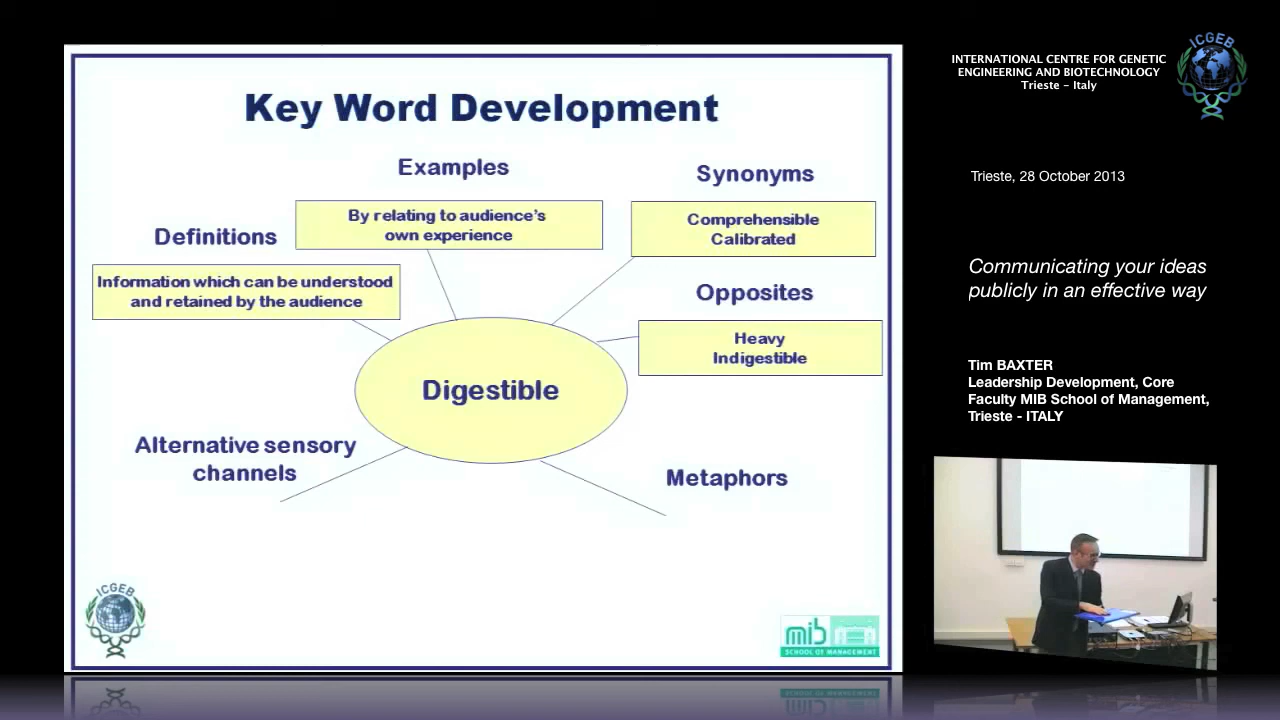 Key Word Development
Examples
Synonyms
By relating to audience's
own experience
Comprehensible
Calibrated
Definitions
Information which can be understood
and retained by the audience
Opposites
Heavy
Indigestible
Digestible
Alternative sensory
channels
Metaphors
ICGEB
mib
SCHOOL OF MANAGEMENT
INTERNATIONAL CENTRE FOR GENETIC
ENGINEERING AND BIOTECHNOLOGY
Trieste - Italy
ICGEB
Trieste, 28 October 2013
Communicating your ideas
publicly in an effective way
Tim BAXTER
Leadership Development, Core
Faculty MIB School of Management,
Trieste - ITALY